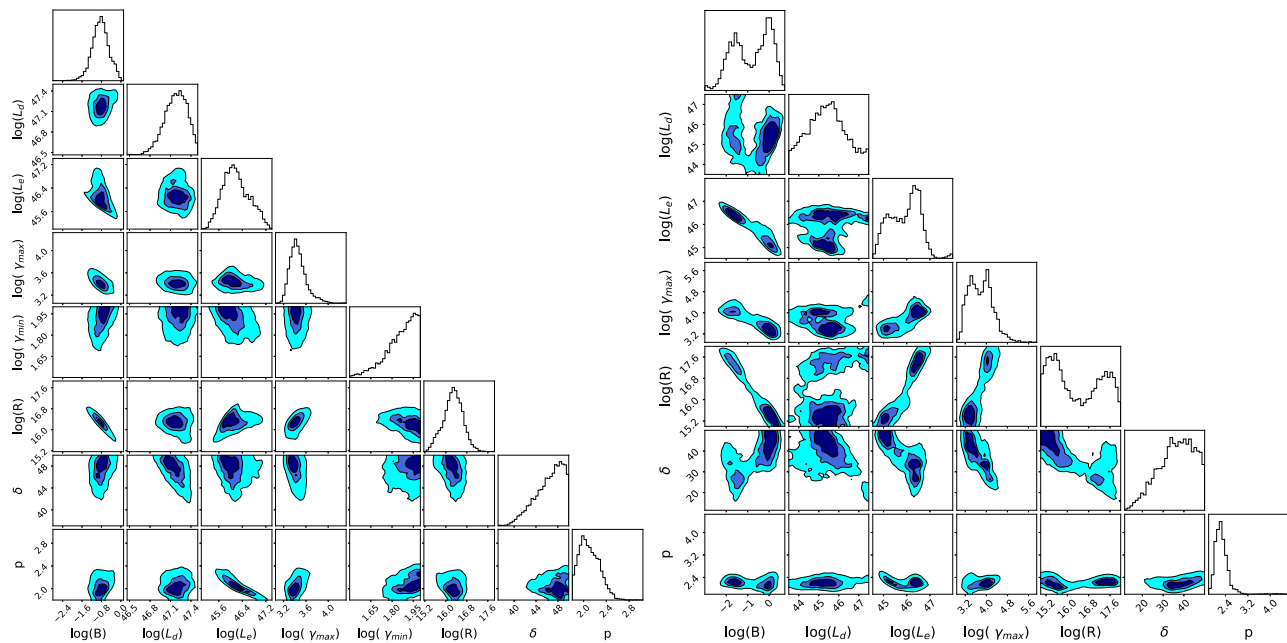 47.4
47.1
46.8
46.5
log(L_d)
47.2
46.4
45.6
log(L_e)
4.0
3.6
3.2
log( γ_max)
1.95
1.80
1.65
log( γ_min)
17.6
16.8
16.0
15.2
log(R)
48
44
40
δ
2.8
2.4
2.0
p
−2.4 −1.6 −0.8 0.0 46.5 46.8 47.1 47.4 45.6 46.4 47.2 3.2 3.6 4.0 1.65 1.80 1.95 15.2 16.0 16.8 17.6 40 44 48 2.0 2.4 2.8
log(B) log(L_d) log(L_e) log( γ_max) log( γ_min) log(R) δ p
47
46
45
44
log(L_d)
47
46
45
log(L_e)
5.6
4.8
4.0
3.2
log( γ_max)
17.6
16.8
16.0
15.2
log(R)
40
30
20
δ
4.0
3.2
2.4
p
−2 0 44 45 46 47 45 46 47 3.2 4.0 4.8 5.6 15.2 16.0 16.8 17.6 20 30 40 2.4 3.2 4.0
log(B) log(L_d) log(L_e) log( γ_max) log(R) δ p